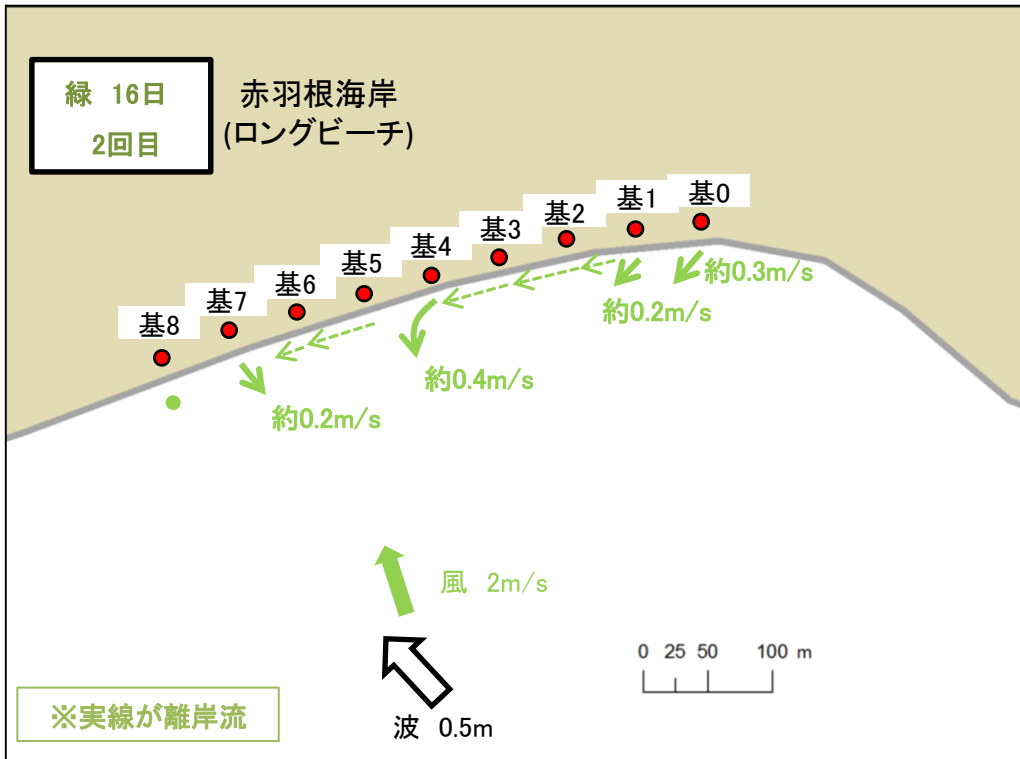 緑 16日
2回目
赤羽根海岸
(ロングビーチ)
基0
基1
基2
基3
基4
基5
基6
基7
基8
約0.3m/s
約0.2m/s
約0.4m/s
約0.2m/s
風 2m/s
波 0.5m
0 25 50 100 m
※実線が離岸流